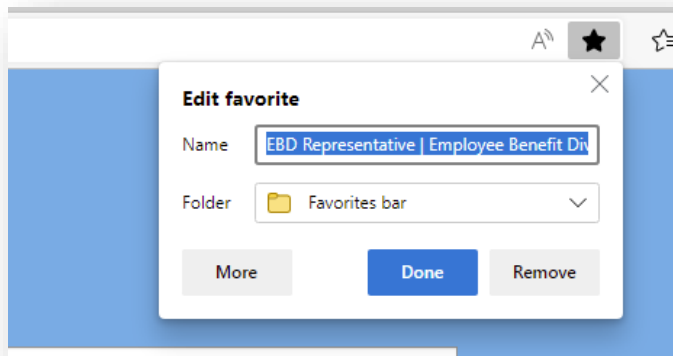 Edit favorite
Name EBD Representative | Employee Benefit Div
Folder Favorites bar
More Done Remove